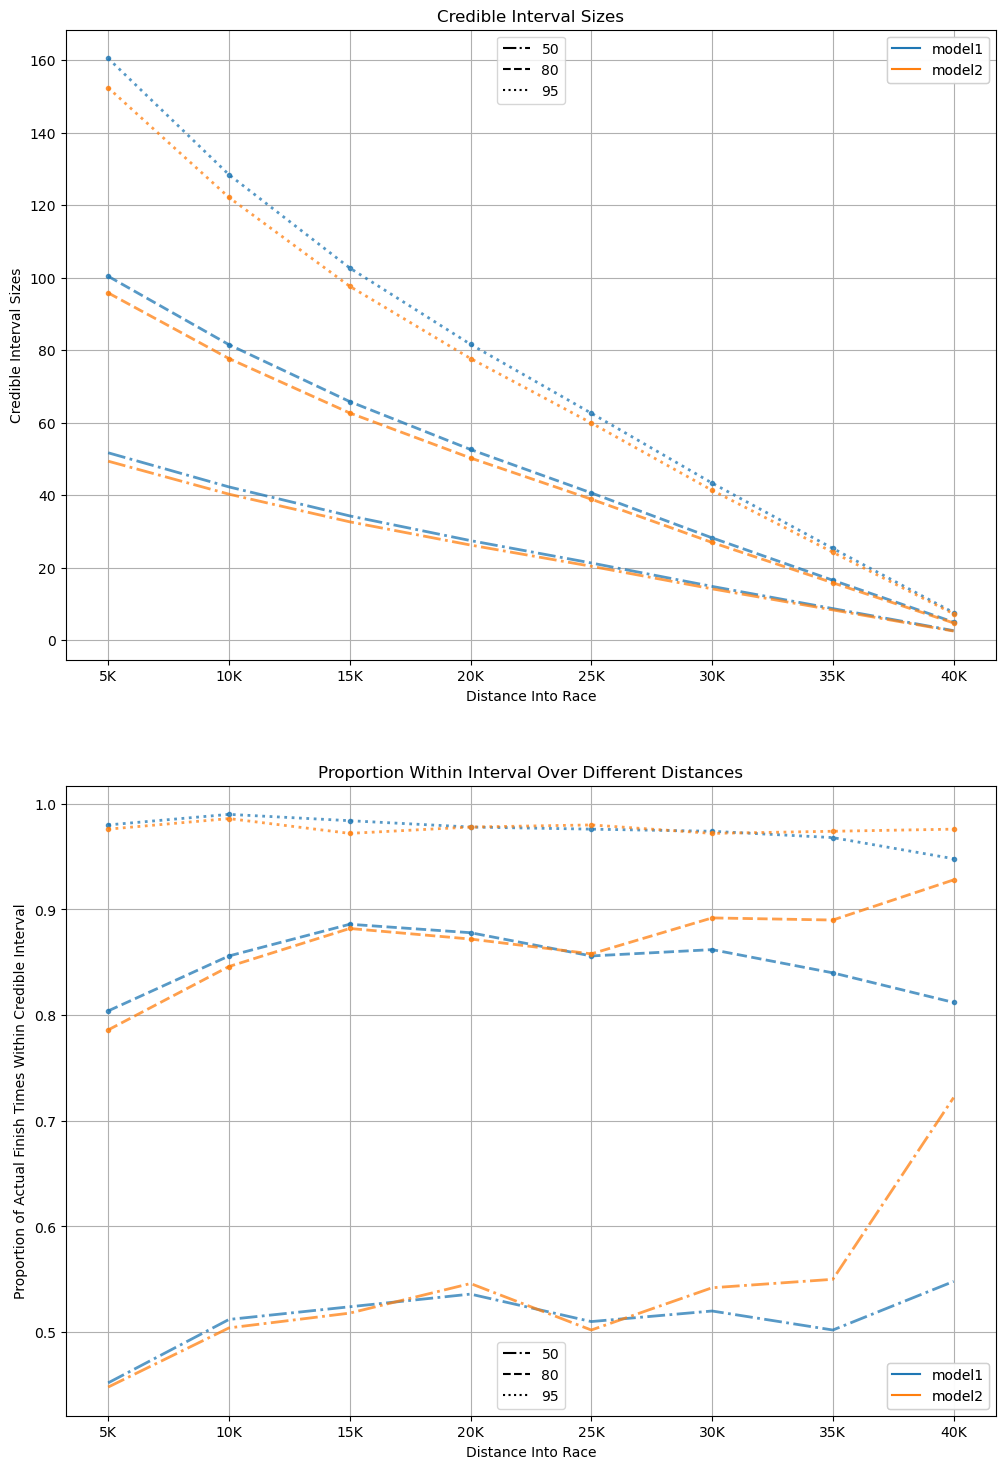 Credible Interval Sizes
50
80
95
model1
model2
Credible Interval Sizes
160
140
120
100
80
60
40
20
0
5K 10K 15K 20K 25K 30K 35K 40K
Distance Into Race
Proportion Within Interval Over Different Distances
Proportion of Actual Finish Times Within Credible Interval
1.0
0.9
0.8
0.7
0.6
0.5
50
80
95
model1
model2
5K 10K 15K 20K 25K 30K 35K 40K
Distance Into Race